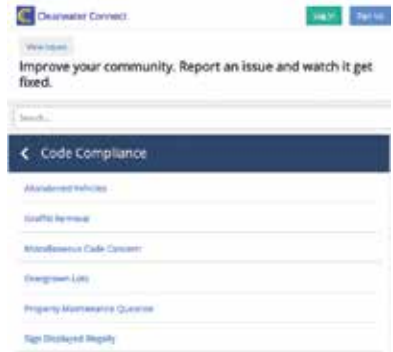 Clearwater Connect
Log In
Sign Up
View Issues
Improve your community. Report an issue and watch it get
fixed.
Search...
Code Compliance
Abandoned Vehicles
Graffiti Removal
Miscellaneous Code Concern
Overgrown Lots
Property Maintenance Question
Sign Displayed Illegally